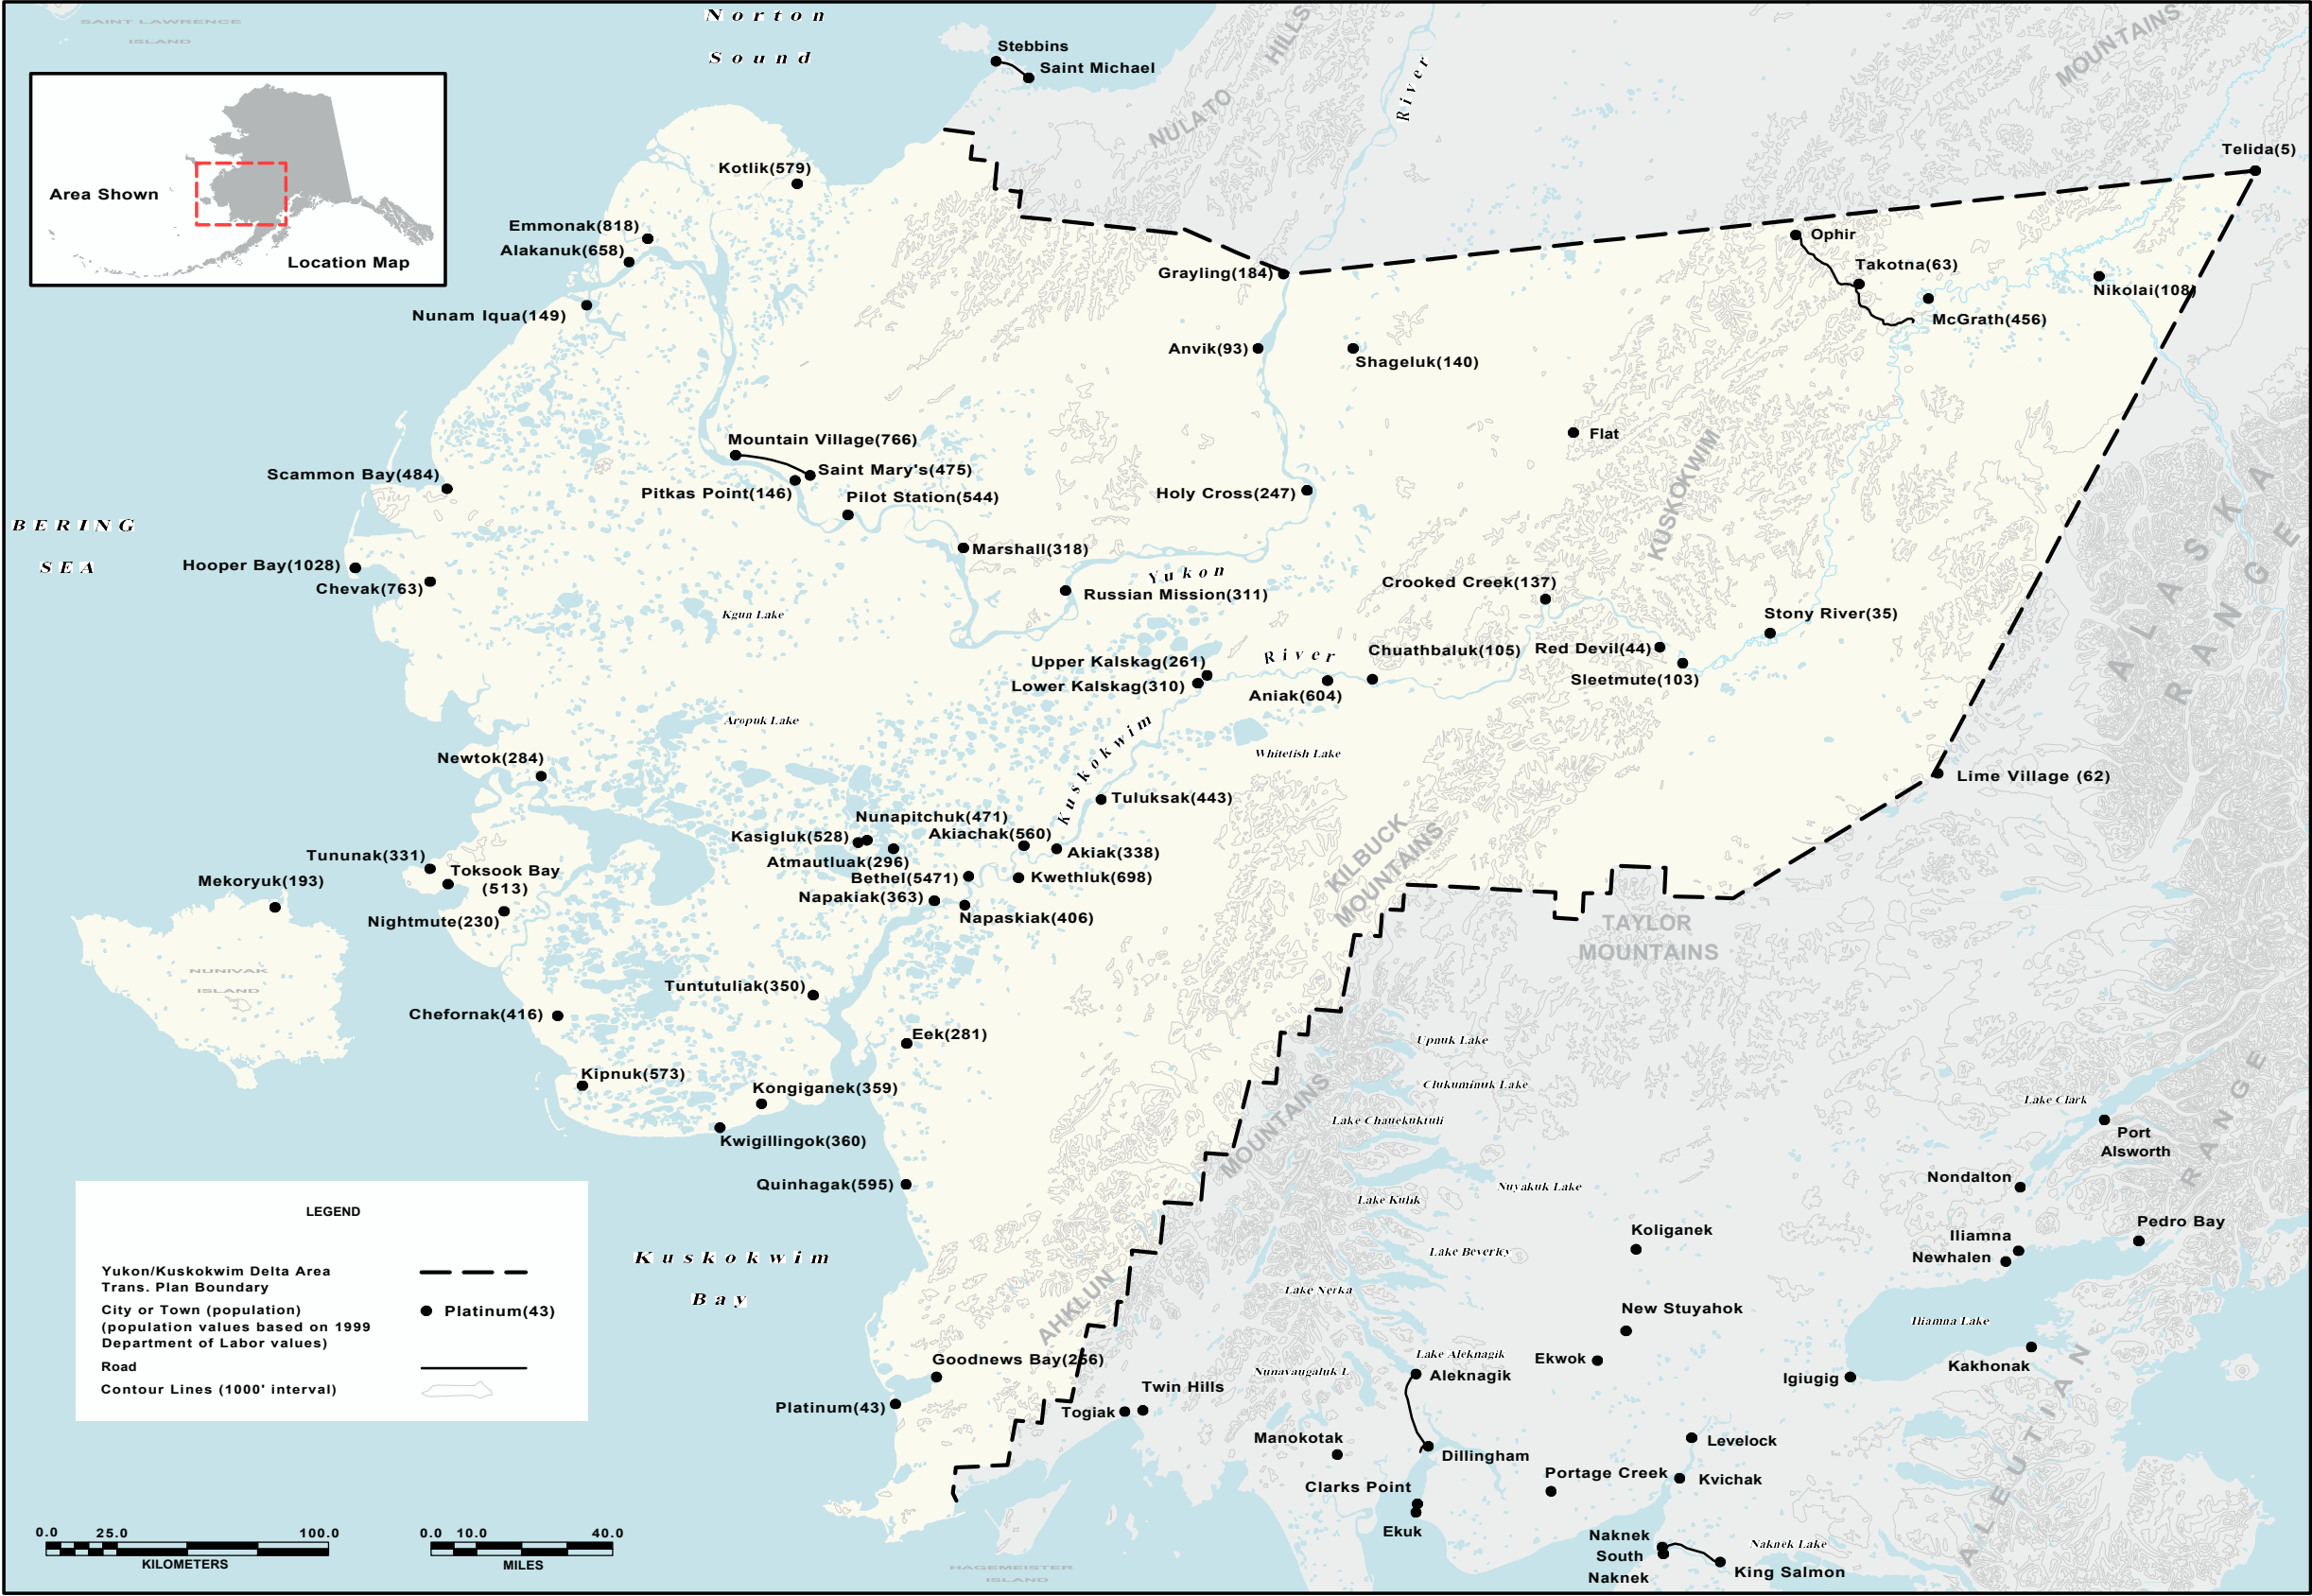 SAINT LAWRENCE
ISLAND
Norton
Sound
Stebbins
Saint Michael
HILLS
NULATO
River
MOUNTAINS
Area Shown
Location Map
Telida(5)
Kotlik(579)
Emmonak(818)
Alakanuk(658)
Nunam Iqua(149)
Grayling(184)
Ophir
Takotna(63)
Nikolai(108)
McGrath(456)
Anvik(93)
Shageluk(140)
Flat
KUSKOKWIM
Mountain Village(766)
Saint Mary's(475)
Pitkas Point(146)
Pilot Station(544)
Scammon Bay(484)
Holy Cross(247)
BERING
SEA
ALASKA
RANGE
Marshall(318)
Hooper Bay(1028)
Chevak(763)
Yukon
Russian Mission(311)
Crooked Creek(137)
Kgun Lake
Stony River(35)
River
Upper Kalskag(261)
Lower Kalskag(310)
Chuathbaluk(105)
Red Devil(44)
Sleetmute(103)
Aniak(604)
Aropuk Lake
Kuskokwim
Whitefish Lake
Newtok(284)
Lime Village (62)
Tuluksak(443)
Nunapitchuk(471)
Kasigluk(528)
Akiachak(560)
Atmautluak(296)
Akiak(338)
Bethel(5471)
Kwethluk(698)
Napakiak(363)
Napaskiak(406)
KILBUCK
MOUNTAINS
Tununak(331)
Toksook Bay
(513)
Mekoryuk(193)
Nightmute(230)
TAYLOR
MOUNTAINS
NUNIVAK
ISLAND
Tuntutuliak(350)
Chefornak(416)
Eek(281)
Upnuk Lake
Kipnuk(573)
Kongiganek(359)
Chikuminuk Lake
Lake Chauekuktuli
Kwigillingok(360)
MOUNTAINS
Lake Clark
Port
Alsworth
RANGE
Quinhagak(595)
Nuyakuk Lake
Lake Kulik
Nondalton
Koliganek
Pedro Bay
Iliamna
Newhalen
Kuskokwim
Bay
Lake Beverley
AHKLUN
Lake Nerka
New Stuyahok
Iliamna Lake
Goodnews Bay(256)
Lake Aleknagik
Ekwok
Kakhonak
Nunavaugaluk L
Aleknagik
Igiugig
ALEUTIAN
Platinum(43)
Twin Hills
Togiak
Manokotak
Dillingham
Levelock
Clarks Point
Portage Creek
Kvichak
Ekuk
Naknek
South
Naknek
Naknek Lake
King Salmon
HAGEMEISTER
ISLAND
LEGEND
Yukon/Kuskokwim Delta Area
Trans. Plan Boundary
City or Town (population)
(population values based on 1999
Department of Labor values)
Platinum(43)
Road
Contour Lines (1000' interval)
0.0 25.0 100.0
KILOMETERS
0.0 10.0 40.0
MILES